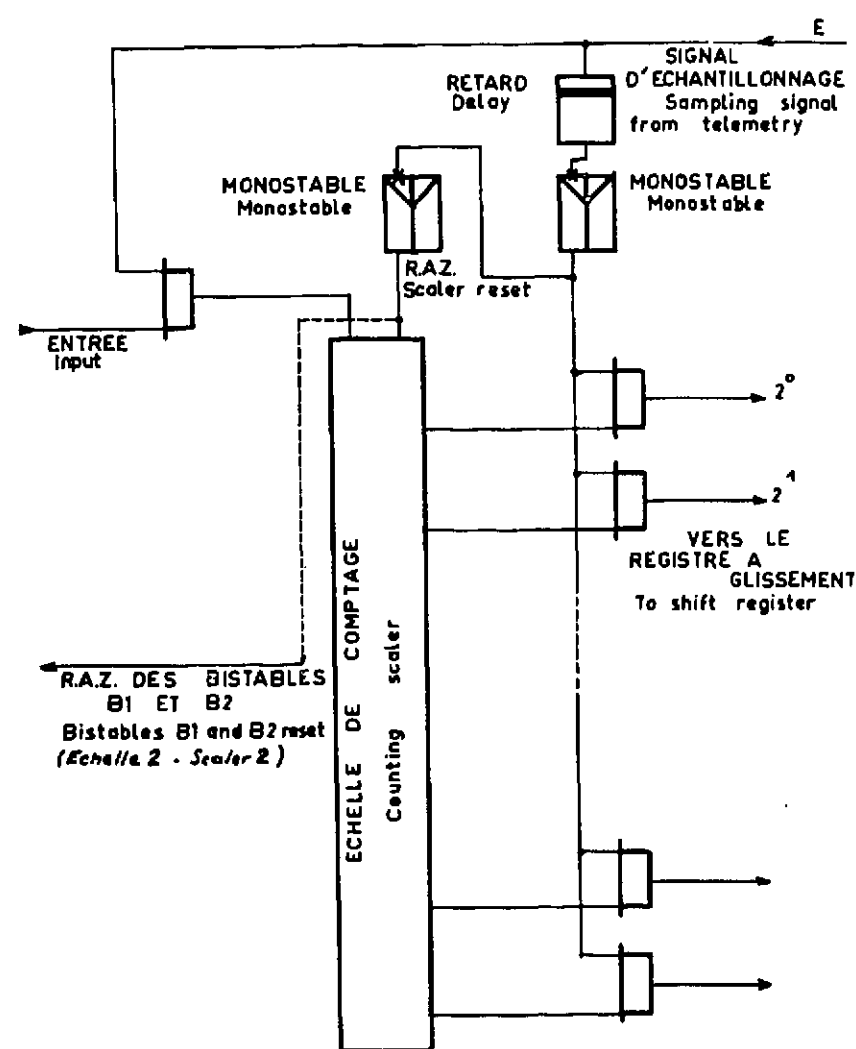 E
SIGNAL
D'ECHANTILLONNAGE
Sampling signal
from telemetry
RETARD
Delay
MONOSTABLE
Monostable
MONOSTABLE
Monostable
R.A.Z.
Scaler reset
ENTREE
Input
2⁰
2¹
VERS LE
REGISTRE A
GLISSEMENT
To shift register
ECHELLE DE COMPTAGE
Counting scaler
R.A.Z. DES BISTABLES
B1 ET B2
Bistables B1 and B2 reset
(Echelle 2 - Scaler 2)